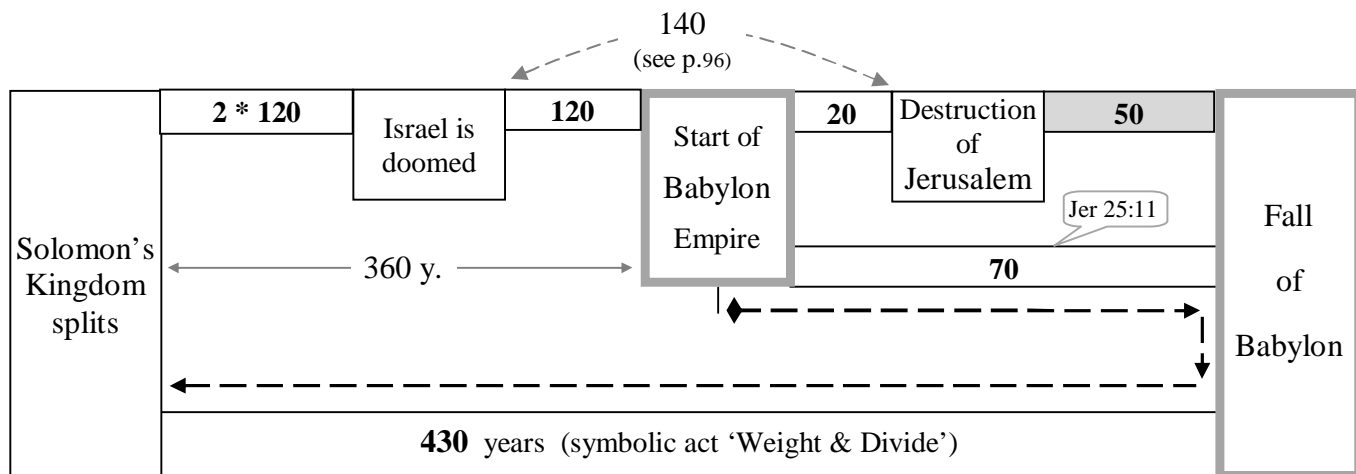 140
(see p.96)
2 * 120
Israel is
doomed
120
Start of
Babylon
Empire
20
Destruction
of
Jerusalem
50
Jer 25:11
Solomon’s
Kingdom
splits
360 y.
70
Fall
of
Babylon
430 years (symbolic act ‘Weight & Divide’)